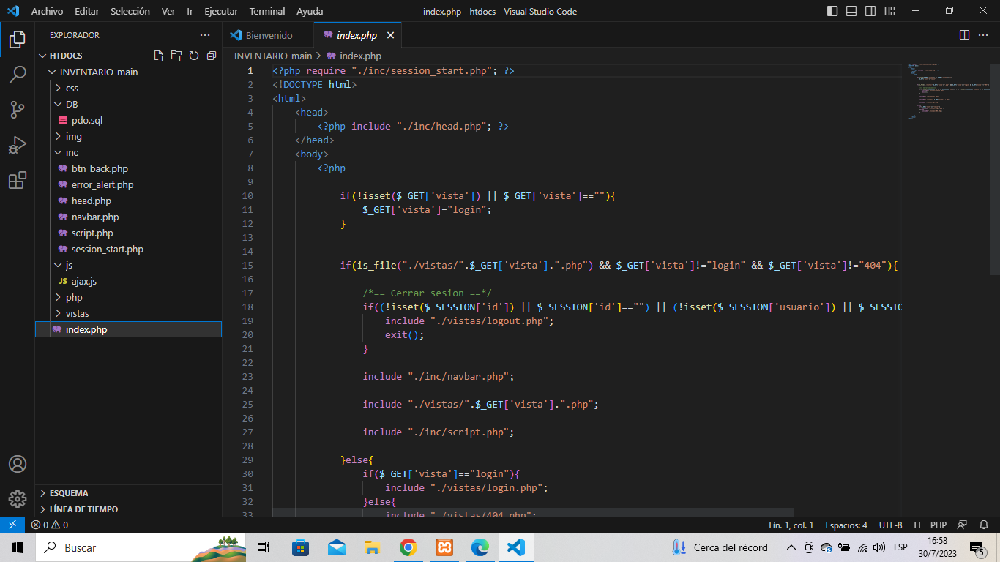 Archivo Editar Selección Ver Ir Ejecutar Terminal Ayuda
index.php - htdocs - Visual Studio Code
EXPLORADOR
HTDOCS
INVENTARIO-main
css
DB
pdo.sql
img
inc
btn_back.php
error_alert.php
head.php
navbar.php
script.php
session_start.php
js
JS ajax.js
php
vistas
index.php
ESQUEMA
LÍNEA DE TIEMPO
Bienvenido
index.php
INVENTARIO-main > index.php
1 <?php require "./inc/session_start.php"; ?>
2 <!DOCTYPE html>
3 <html>
4 <head>
5 <?php include "./inc/head.php"; ?>
6 </head>
7 <body>
8 <?php
9
10 if(!isset($_GET['vista']) || $_GET['vista']==""){
11 $_GET['vista']="login";
12 }
13
14
15 if(is_file("./vistas/".$_GET['vista'].".php") && $_GET['vista']!="login" && $_GET['vista']!="404"){
16
17 /*== Cerrar sesion ==*/
18 if((!isset($_SESSION['id']) || $_SESSION['id']=="") || (!isset($_SESSION['usuario']) || $_SESSIO
19 include "./vistas/logout.php";
20 exit();
21 }
22
23 include "./inc/navbar.php";
24
25 include "./vistas/".$_GET['vista'].".php";
26
27 include "./inc/script.php";
28
29 }else{
30 if($_GET['vista']=="login"){
31 include "./vistas/login.php";
32 }else{
33 include "./vistas/404.php";
0 0
Lín. 1, col. 1 Espacios: 4 UTF-8 LF PHP
Buscar
Cerca del récord
ESP
16:58
30/7/2023
5